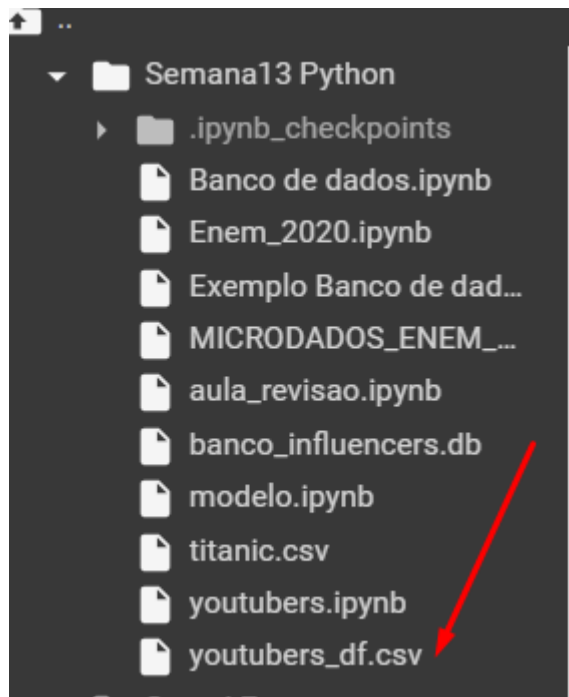 ..
Semana13 Python
.ipynb_checkpoints
Banco de dados.ipynb
Enem_2020.ipynb
Exemplo Banco de dad...
MICRODADOS_ENEM_...
aula_revisao.ipynb
banco_influencers.db
modelo.ipynb
titanic.csv
youtubers.ipynb
youtubers_df.csv